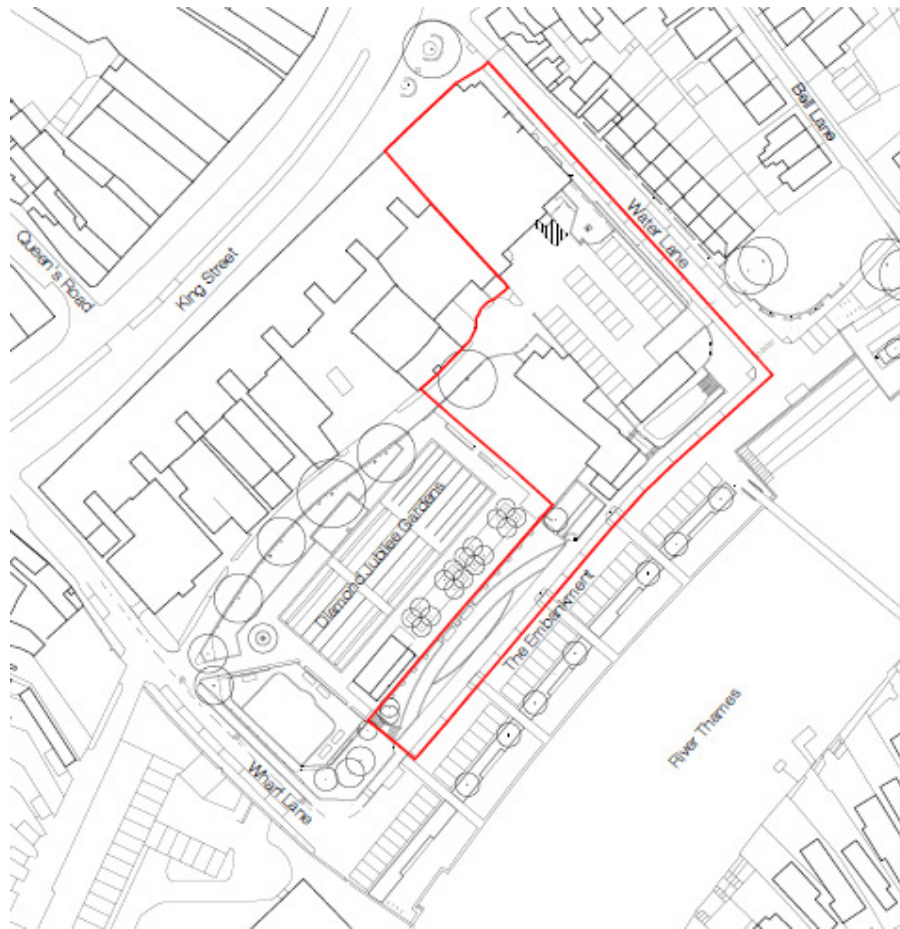 Bell Lane
Water Lane
King Street
Queen's Road
Diamond Jubilee Gardens
The Embankment
River Thames
Wharf Lane